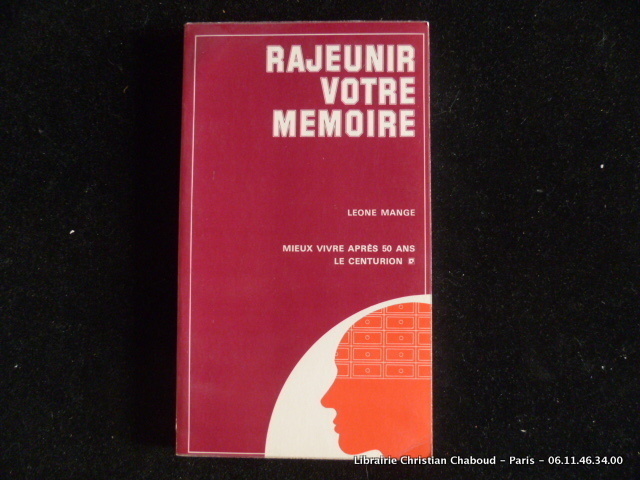 RAJEUNIR
VOTRE
MEMOIRE
LEONE MANGE
MIEUX VIVRE APRÉS 50 ANS
LE CENTURION
Librairie Christian Chaboud - Paris - 06.11.46.34.00